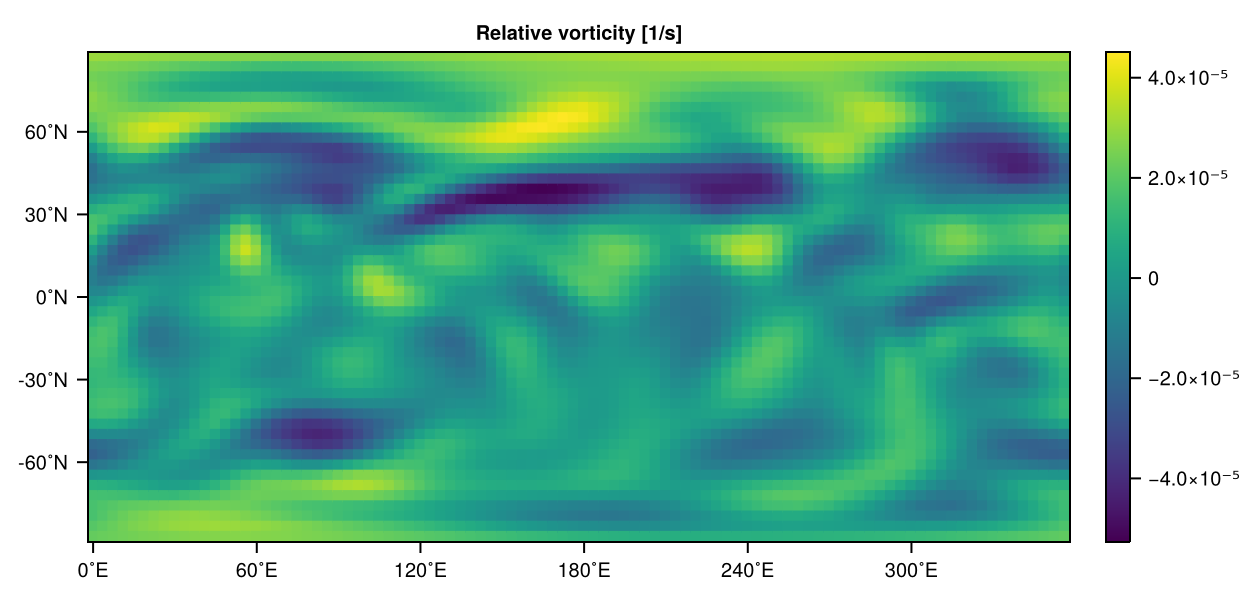 Relative vorticity [1/s]
60˚N
30˚N
0˚N
-30˚N
-60˚N
0˚E 60˚E 120˚E 180˚E 240˚E 300˚E
4.0×10⁻⁵
2.0×10⁻⁵
0
−2.0×10⁻⁵
−4.0×10⁻⁵